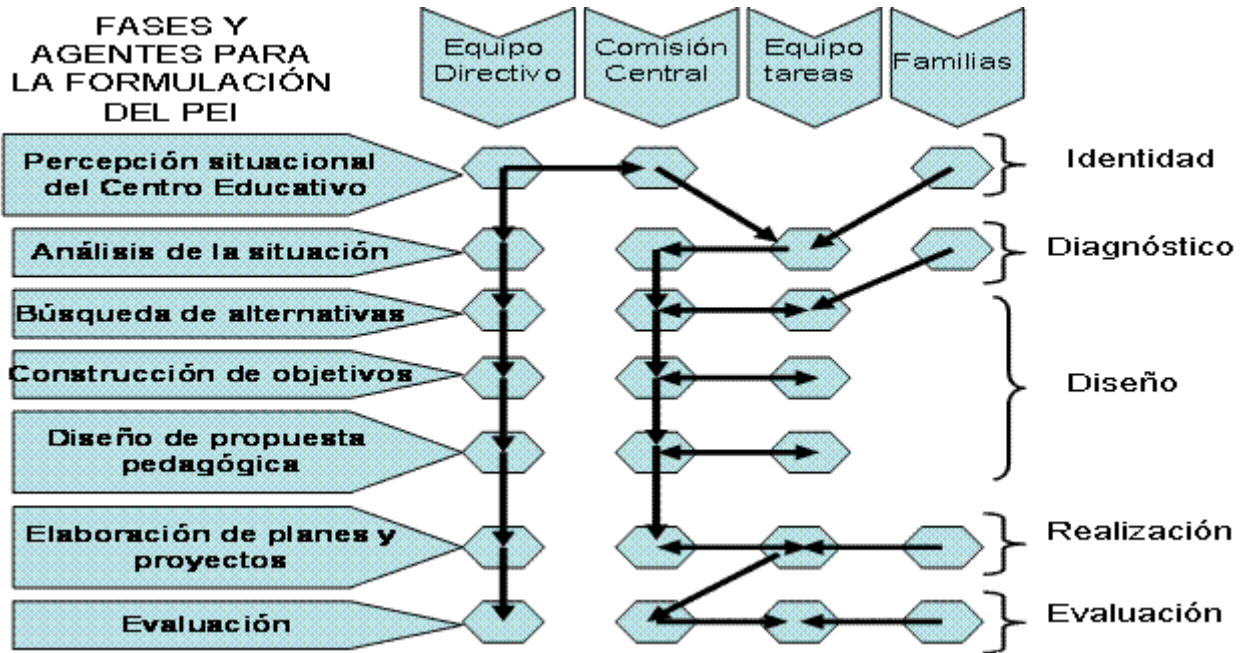 FASES Y
AGENTES PARA
LA FORMULACIÓN
DEL PEI
Equipo
Directivo
Comisión
Central
Equipo
tareas
Familias
Percepción situacional
del Centro Educativo
Identidad
Análisis de la situación
Diagnóstico
Búsqueda de alternativas
Construcción de objetivos
Diseño
Diseño de propuesta
pedagógica
Elaboración de planes y
proyectos
Realización
Evaluación
Evaluación